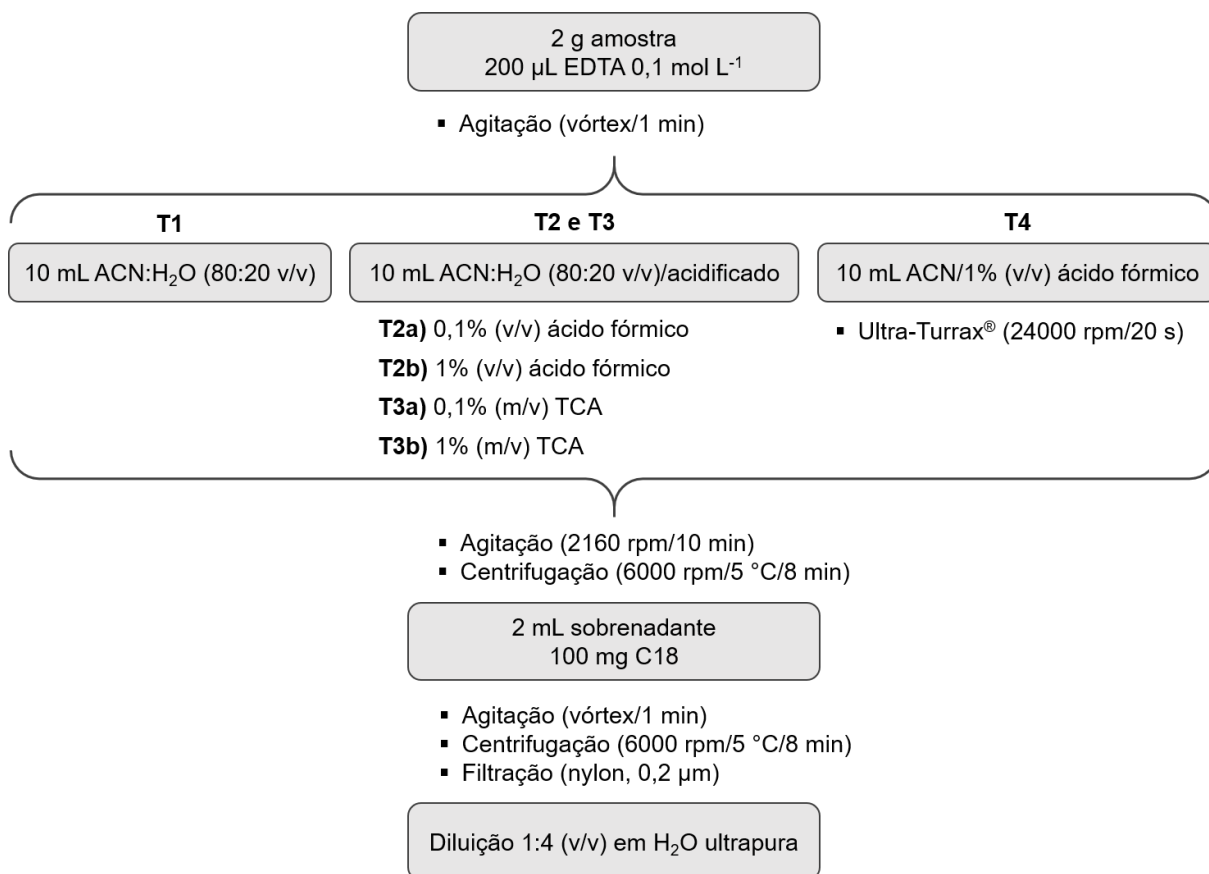 2 g amostra
200 µL EDTA 0,1 mol L⁻¹
▪ Agitação (vórtex/1 min)
T1
10 mL ACN:H₂O (80:20 v/v)
T2 e T3
10 mL ACN:H₂O (80:20 v/v)/acidificado
T2a) 0,1% (v/v) ácido fórmico
T2b) 1% (v/v) ácido fórmico
T3a) 0,1% (m/v) TCA
T3b) 1% (m/v) TCA
T4
10 mL ACN/1% (v/v) ácido fórmico
▪ Ultra-Turrax® (24000 rpm/20 s)
▪ Agitação (2160 rpm/10 min)
▪ Centrifugação (6000 rpm/5 °C/8 min)
2 mL sobrenadante
100 mg C18
▪ Agitação (vórtex/1 min)
▪ Centrifugação (6000 rpm/5 °C/8 min)
▪ Filtração (nylon, 0,2 µm)
Diluição 1:4 (v/v) em H₂O ultrapura